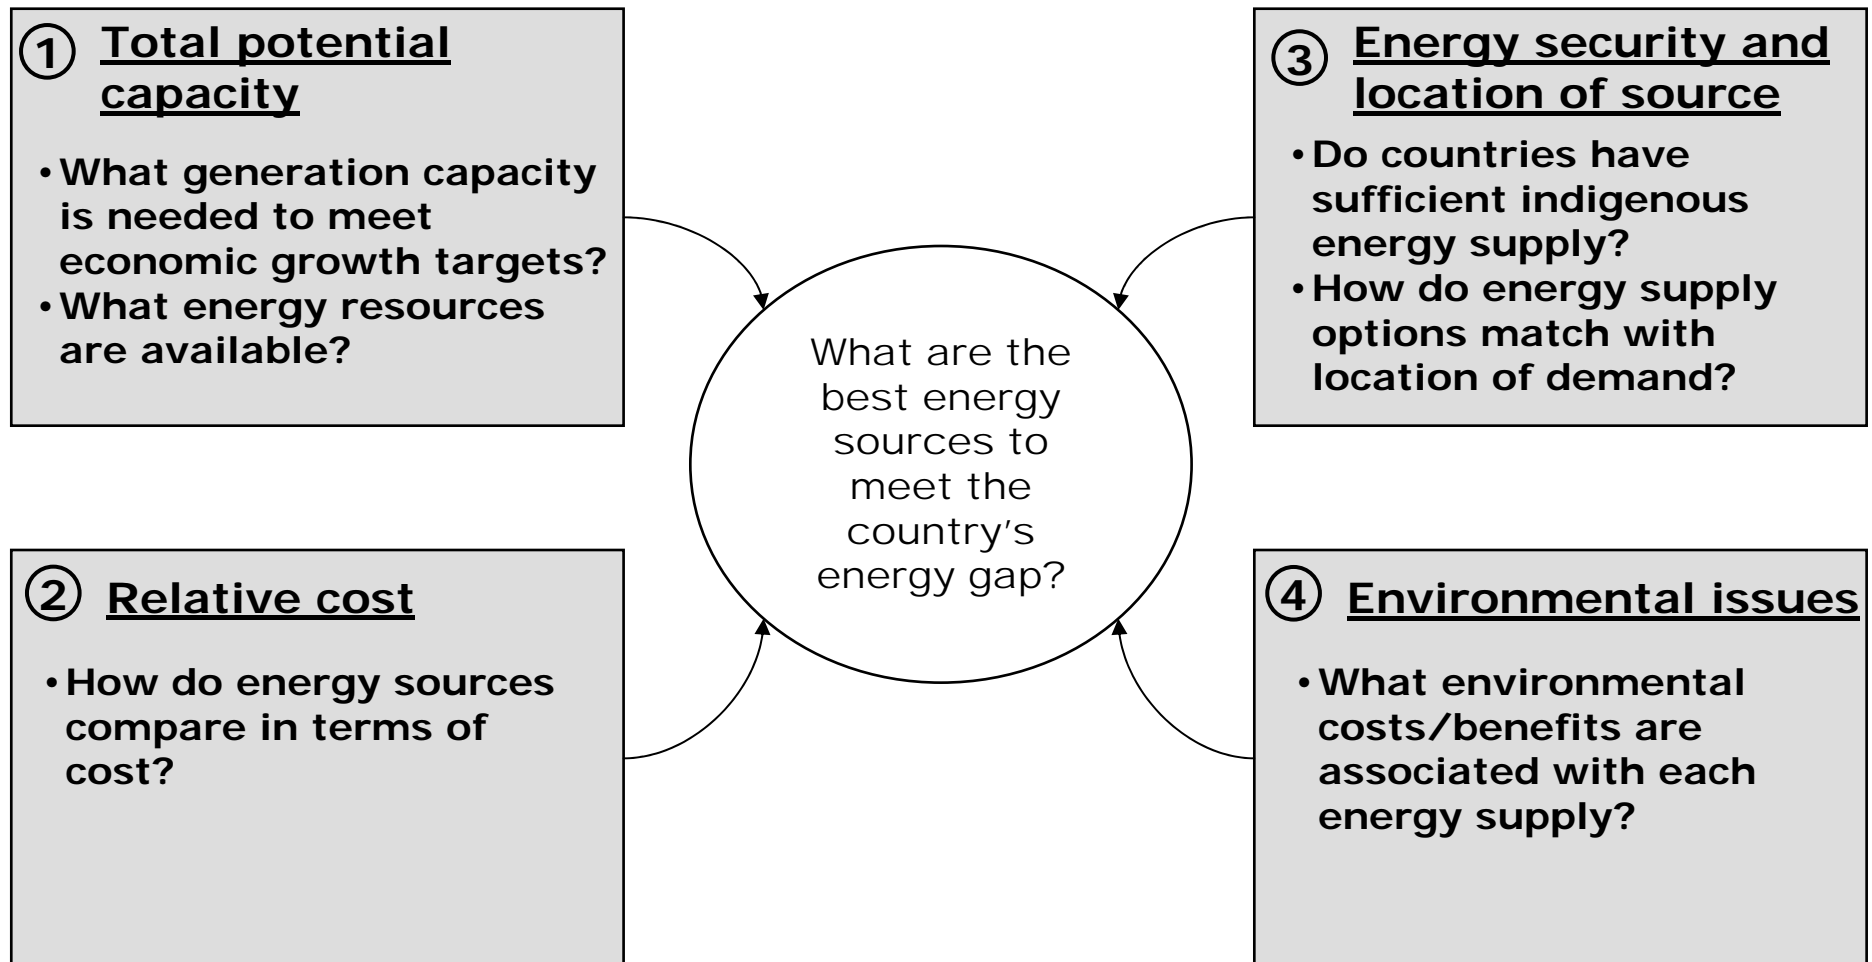 ① Total potential
capacity
• What generation capacity
is needed to meet
economic growth targets?
• What energy resources
are available?
② Relative cost
• How do energy sources
compare in terms of
cost?
What are the
best energy
sources to
meet the
country's
energy gap?
③ Energy security and
location of source
• Do countries have
sufficient indigenous
energy supply?
• How do energy supply
options match with
location of demand?
④ Environmental issues
• What environmental
costs/benefits are
associated with each
energy supply?